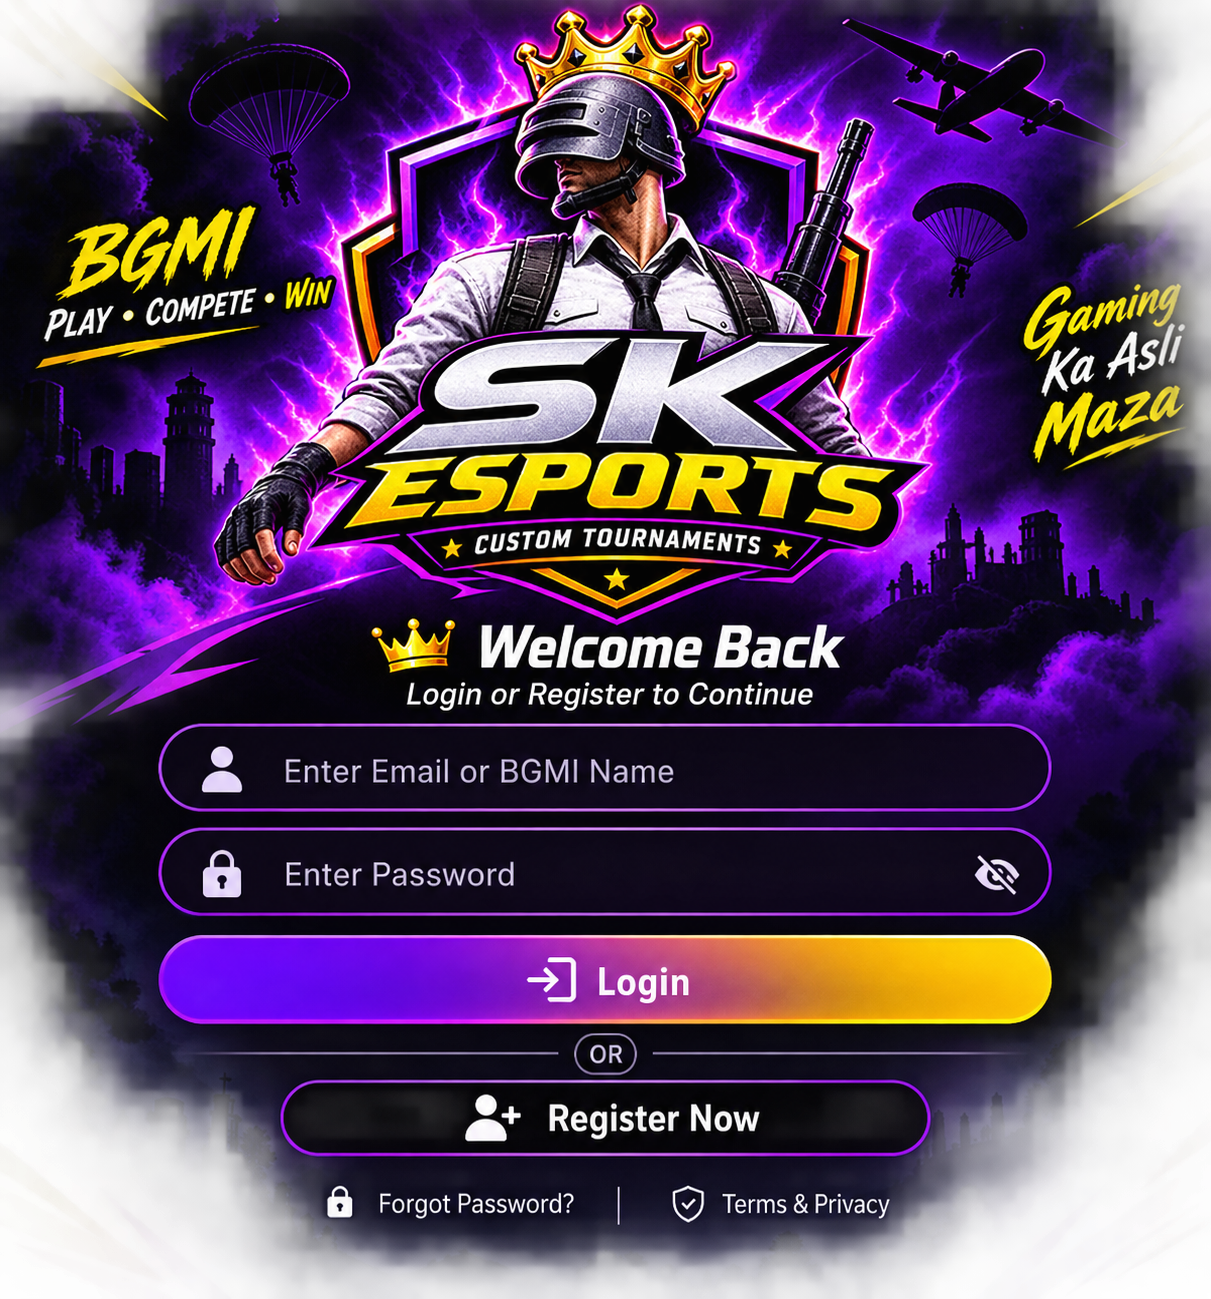 BGMI
PLAY • COMPETE • WIN
Gaming
Ka Asli
Maza
SK
ESPORTS
CUSTOM TOURNAMENTS
Welcome Back
Login or Register to Continue
Enter Email or BGMI Name
Enter Password
Login
OR
Register Now
Forgot Password? | Terms & Privacy